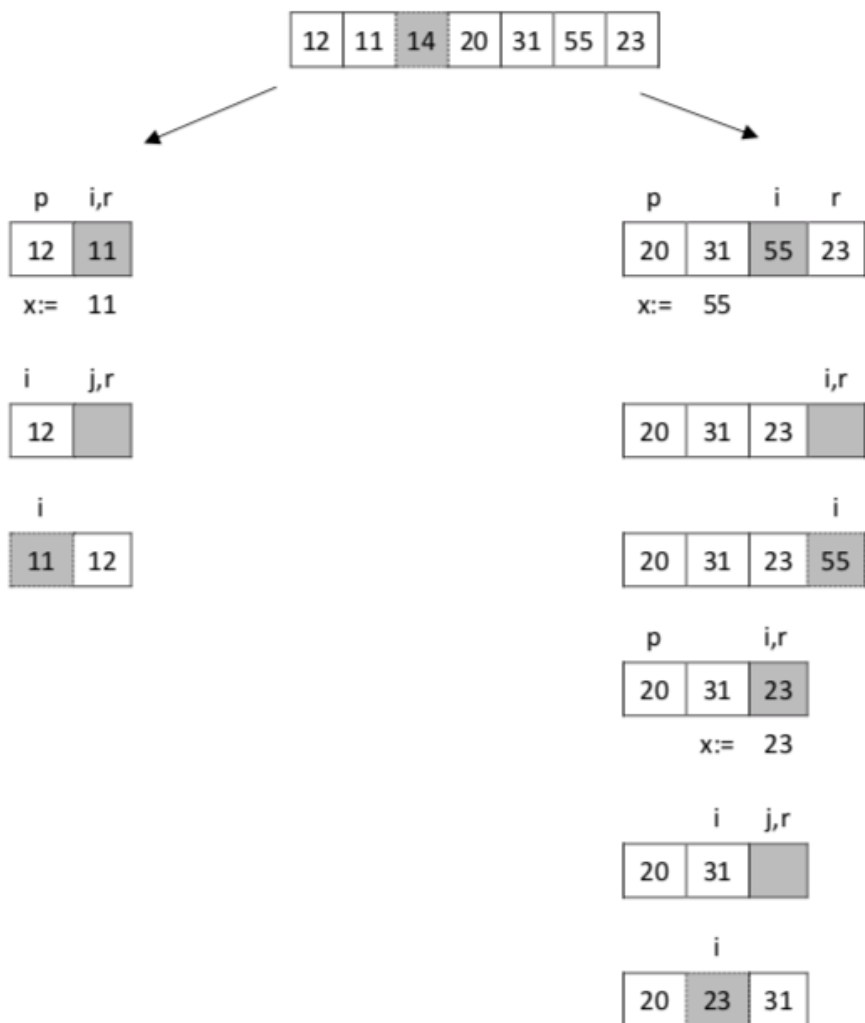 12 11 14 20 31 55 23
p i,r
12 11
x:= 11
i j,r
12
i
11 12
p i r
20 31 55 23
x:= 55
i,r
20 31 23
i
20 31 23 55
p i,r
20 31 23
x:= 23
i j,r
20 31
i
20 23 31